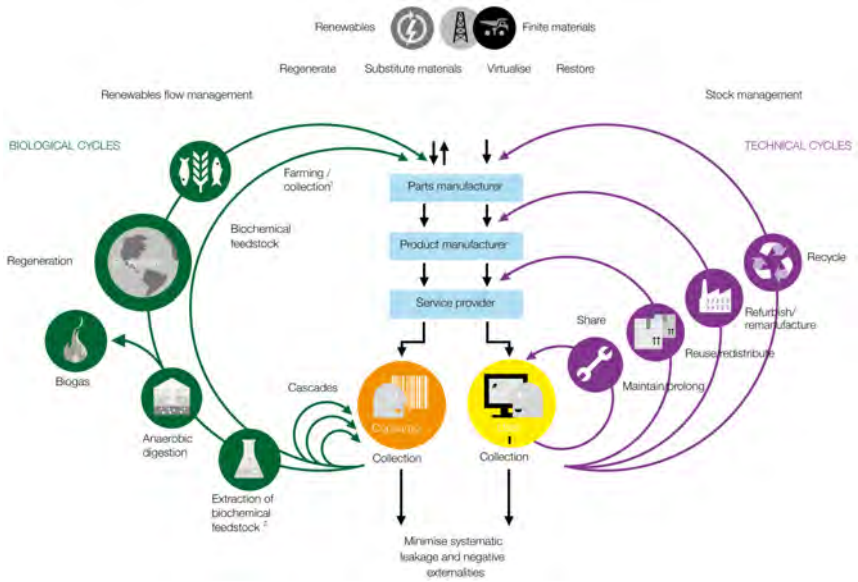 Renewables
Finite materials
Regenerate
Substitute materials
Virtualise
Restore
Renewables flow management
Stock management
BIOLOGICAL CYCLES
TECHNICAL CYCLES
Farming /
collection¹
Parts manufacturer
Biochemical
feedstock
Product manufacturer
Regeneration
Recycle
Service provider
Share
Refurbish/
remanufacture
Reuse/redistribute
Biogas
Maintain/prolong
Cascades
Anaerobic
digestion
Collection
Collection
Extraction of
biochemical
feedstock ²
Minimise systematic
leakage and negative
externalities